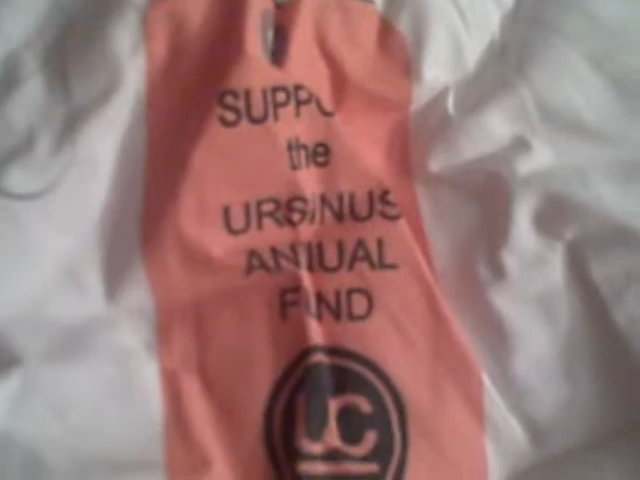 SUPPO
the
URSINUS
ANNUAL
FUND
UC